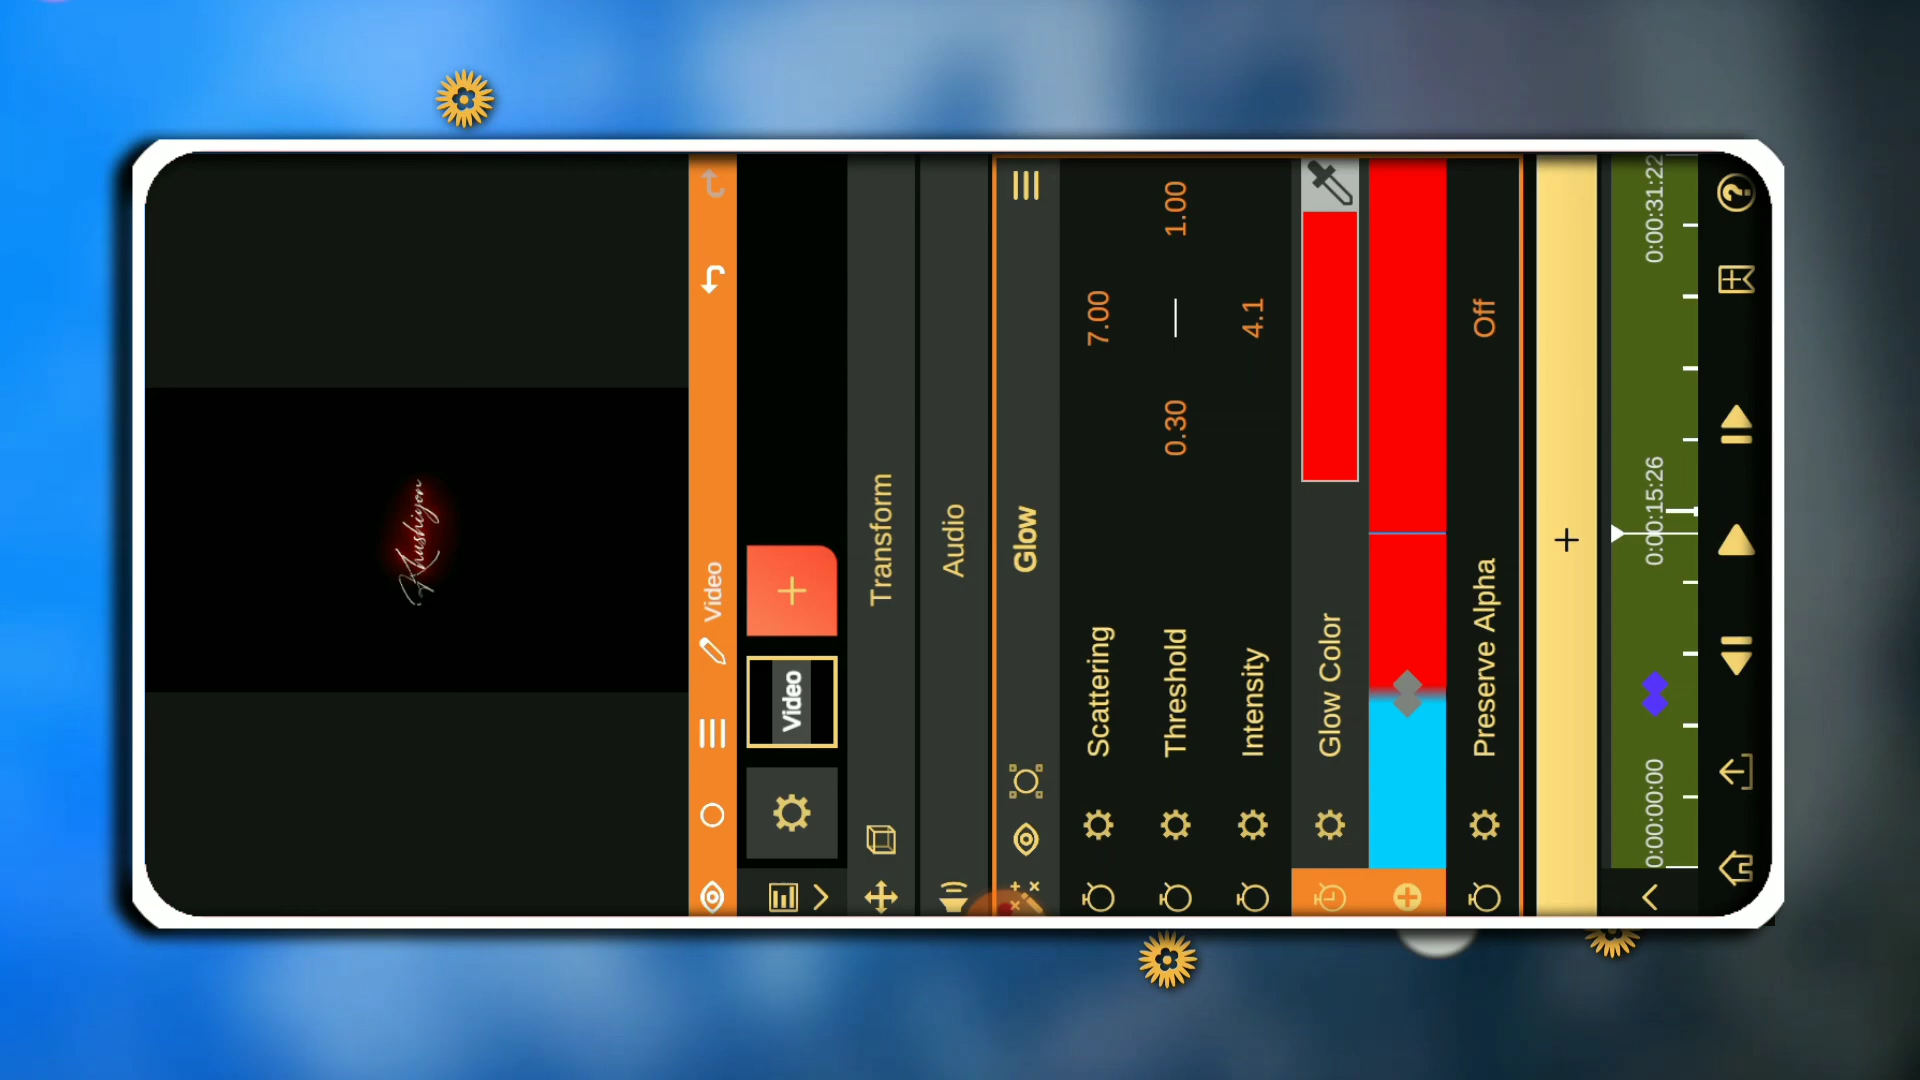 Khushiyon
Video
Video
Transform
Audio
Glow
Scattering 7.00
Threshold 0.30 — 1.00
Intensity 4.1
Glow Color
Preserve Alpha Off
+
0:00:00:00 0:00:15:26 0:00:31:22